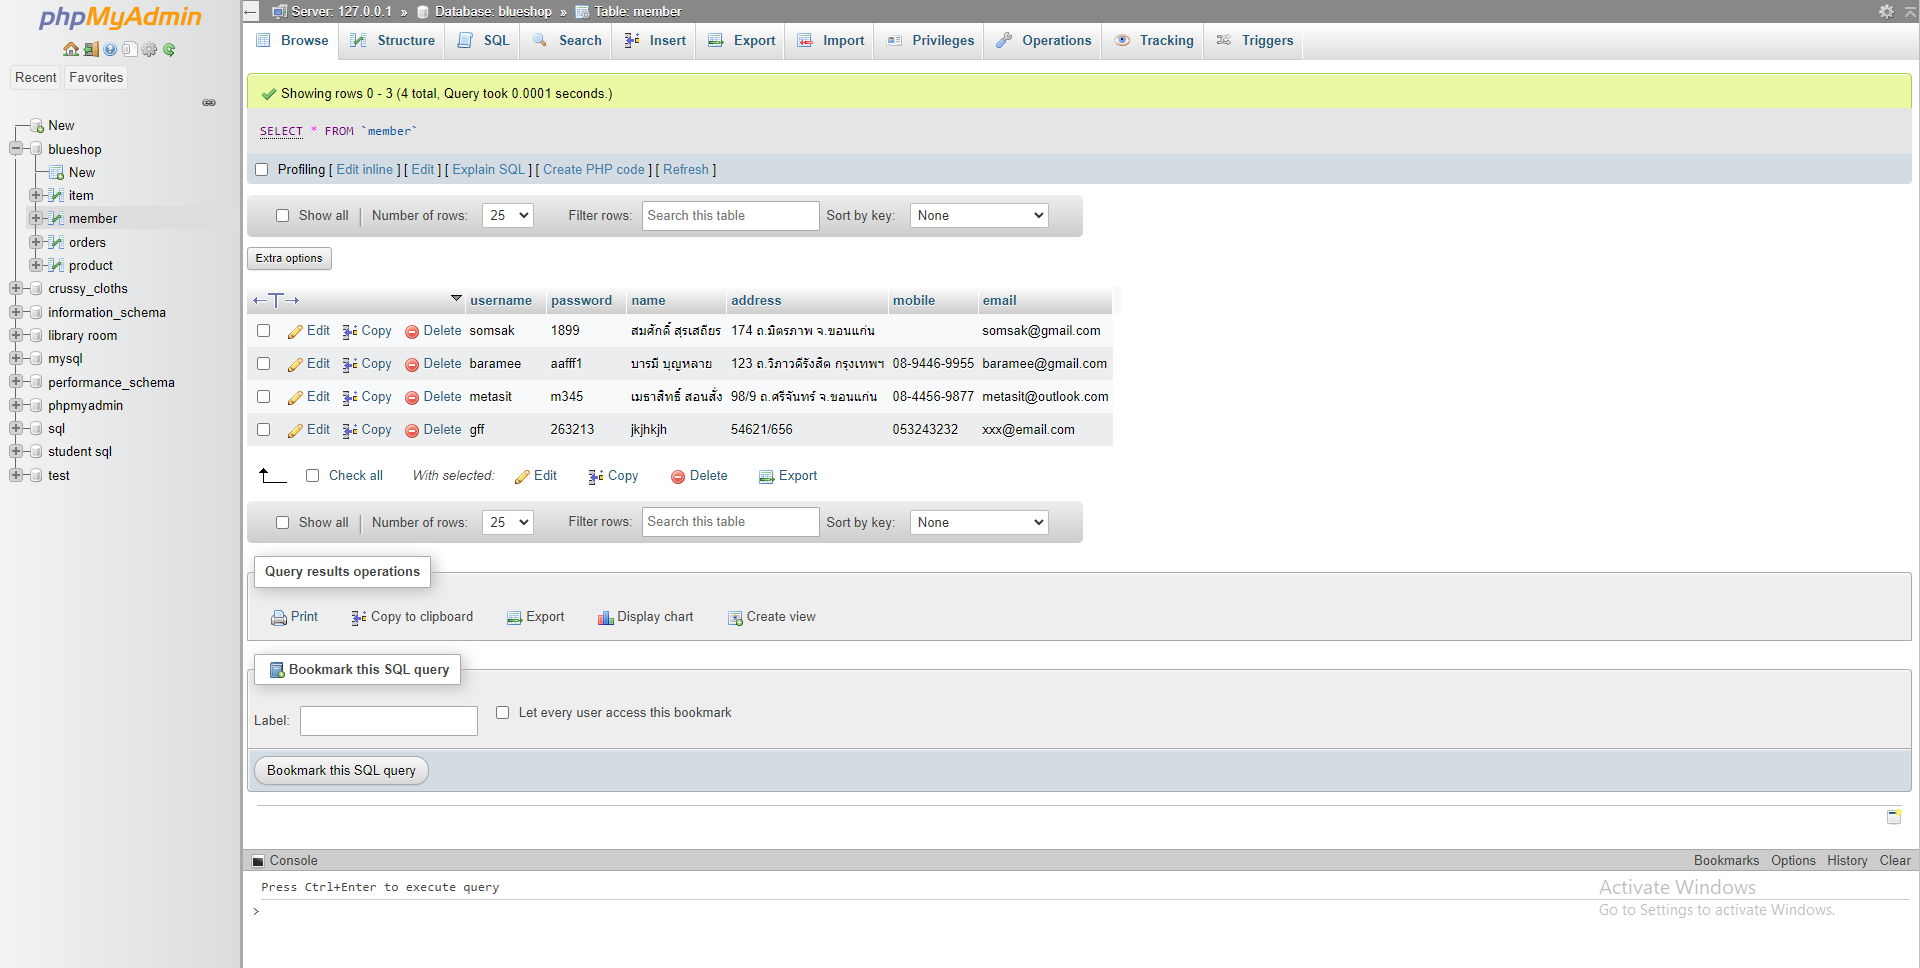 phpMyAdmin
Recent Favorites
New
blueshop
New
item
member
orders
product
crussy_cloths
information_schema
library room
mysql
performance_schema
phpmyadmin
sql
student sql
test
Server: 127.0.0.1 » Database: blueshop » Table: member
Browse Structure SQL Search Insert Export Import Privileges Operations Tracking Triggers
Showing rows 0 - 3 (4 total, Query took 0.0001 seconds.)
SELECT * FROM `member`
Profiling [ Edit inline ] [ Edit ] [ Explain SQL ] [ Create PHP code ] [ Refresh ]
Show all | Number of rows: 25 Filter rows: Search this table Sort by key: None
Extra options
←T→ username password name address mobile email
Edit Copy Delete somsak 1899 สมศักดิ์ สุรเสถียร 174 ถ.มิตรภาพ จ.ขอนแก่น somsak@gmail.com
Edit Copy Delete baramee aafff1 บารมี บุญหลาย 123 ถ.วิภาวดีรังสิต กรุงเทพฯ 08-9446-9955 baramee@gmail.com
Edit Copy Delete metasit m345 เมธาสิทธิ์ สอนสั่ง 98/9 ถ.ศรีจันทร์ จ.ขอนแก่น 08-4456-9877 metasit@outlook.com
Edit Copy Delete gff 263213 jkjhkjh 54621/656 053243232 xxx@email.com
Check all With selected: Edit Copy Delete Export
Show all | Number of rows: 25 Filter rows: Search this table Sort by key: None
Query results operations
Print Copy to clipboard Export Display chart Create view
Bookmark this SQL query
Label: Let every user access this bookmark
Bookmark this SQL query
Console Bookmarks Options History Clear
Press Ctrl+Enter to execute query
>
Activate Windows
Go to Settings to activate Windows.